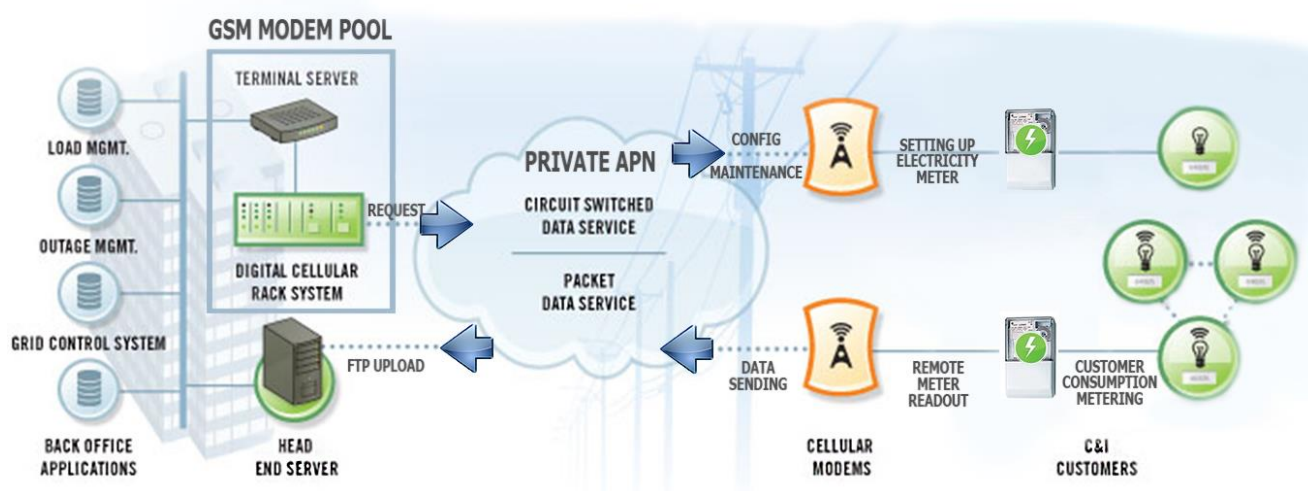 GSM MODEM POOL
TERMINAL SERVER
LOAD MGMT.
OUTAGE MGMT.
GRID CONTROL SYSTEM
BACK OFFICE
APPLICATIONS
DIGITAL CELLULAR
RACK SYSTEM
REQUEST
FTP UPLOAD
HEAD
END SERVER
PRIVATE APN
CIRCUIT SWITCHED
DATA SERVICE
PACKET
DATA SERVICE
CONFIG
MAINTENANCE
SETTING UP
ELECTRICITY
METER
DATA
SENDING
REMOTE
METER
READOUT
CUSTOMER
CONSUMPTION
METERING
CELLULAR
MODEMS
C&I
CUSTOMERS